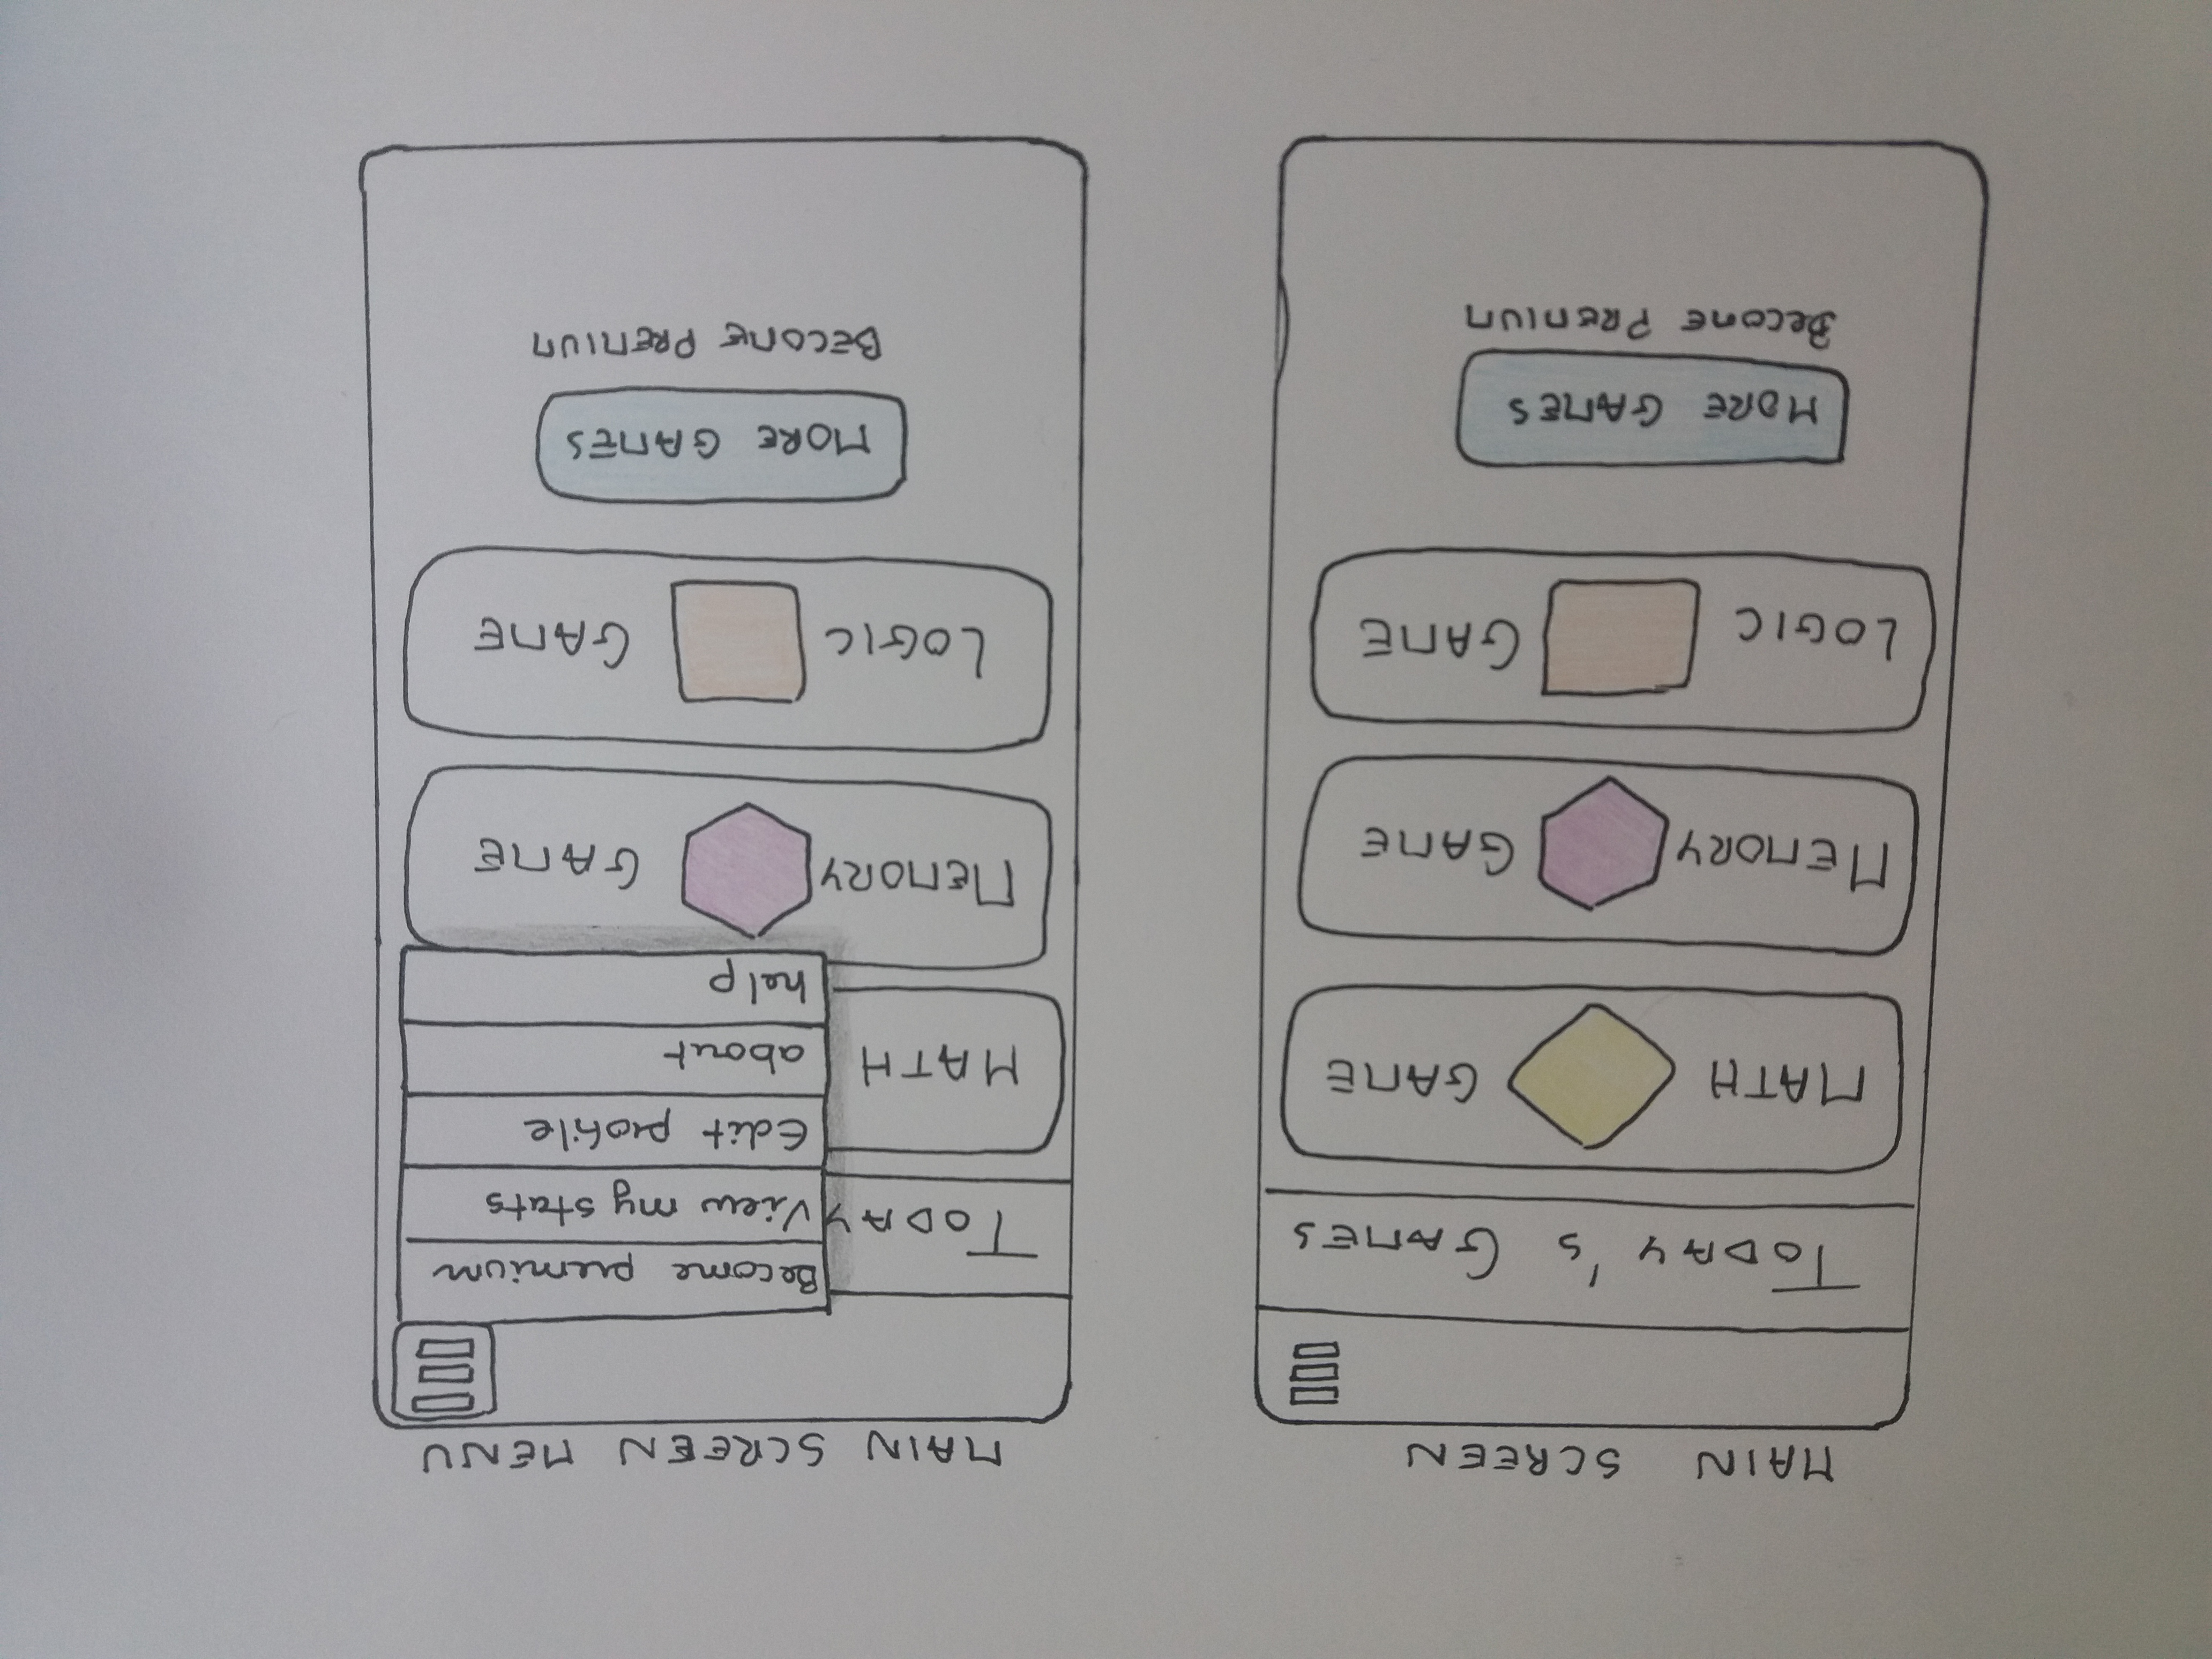 MAIN SCREEN
TODAY'S GAMES
MATH GAME
MEMORY GAME
LOGIC GAME
MORE GAMES
BECOME PREMIUM
MAIN SCREEN MENU
TODAY
Become premium
View my stats
Edit profile
about
help
MATH
MEMORY GAME
LOGIC GAME
MORE GAMES
BECOME PREMIUM